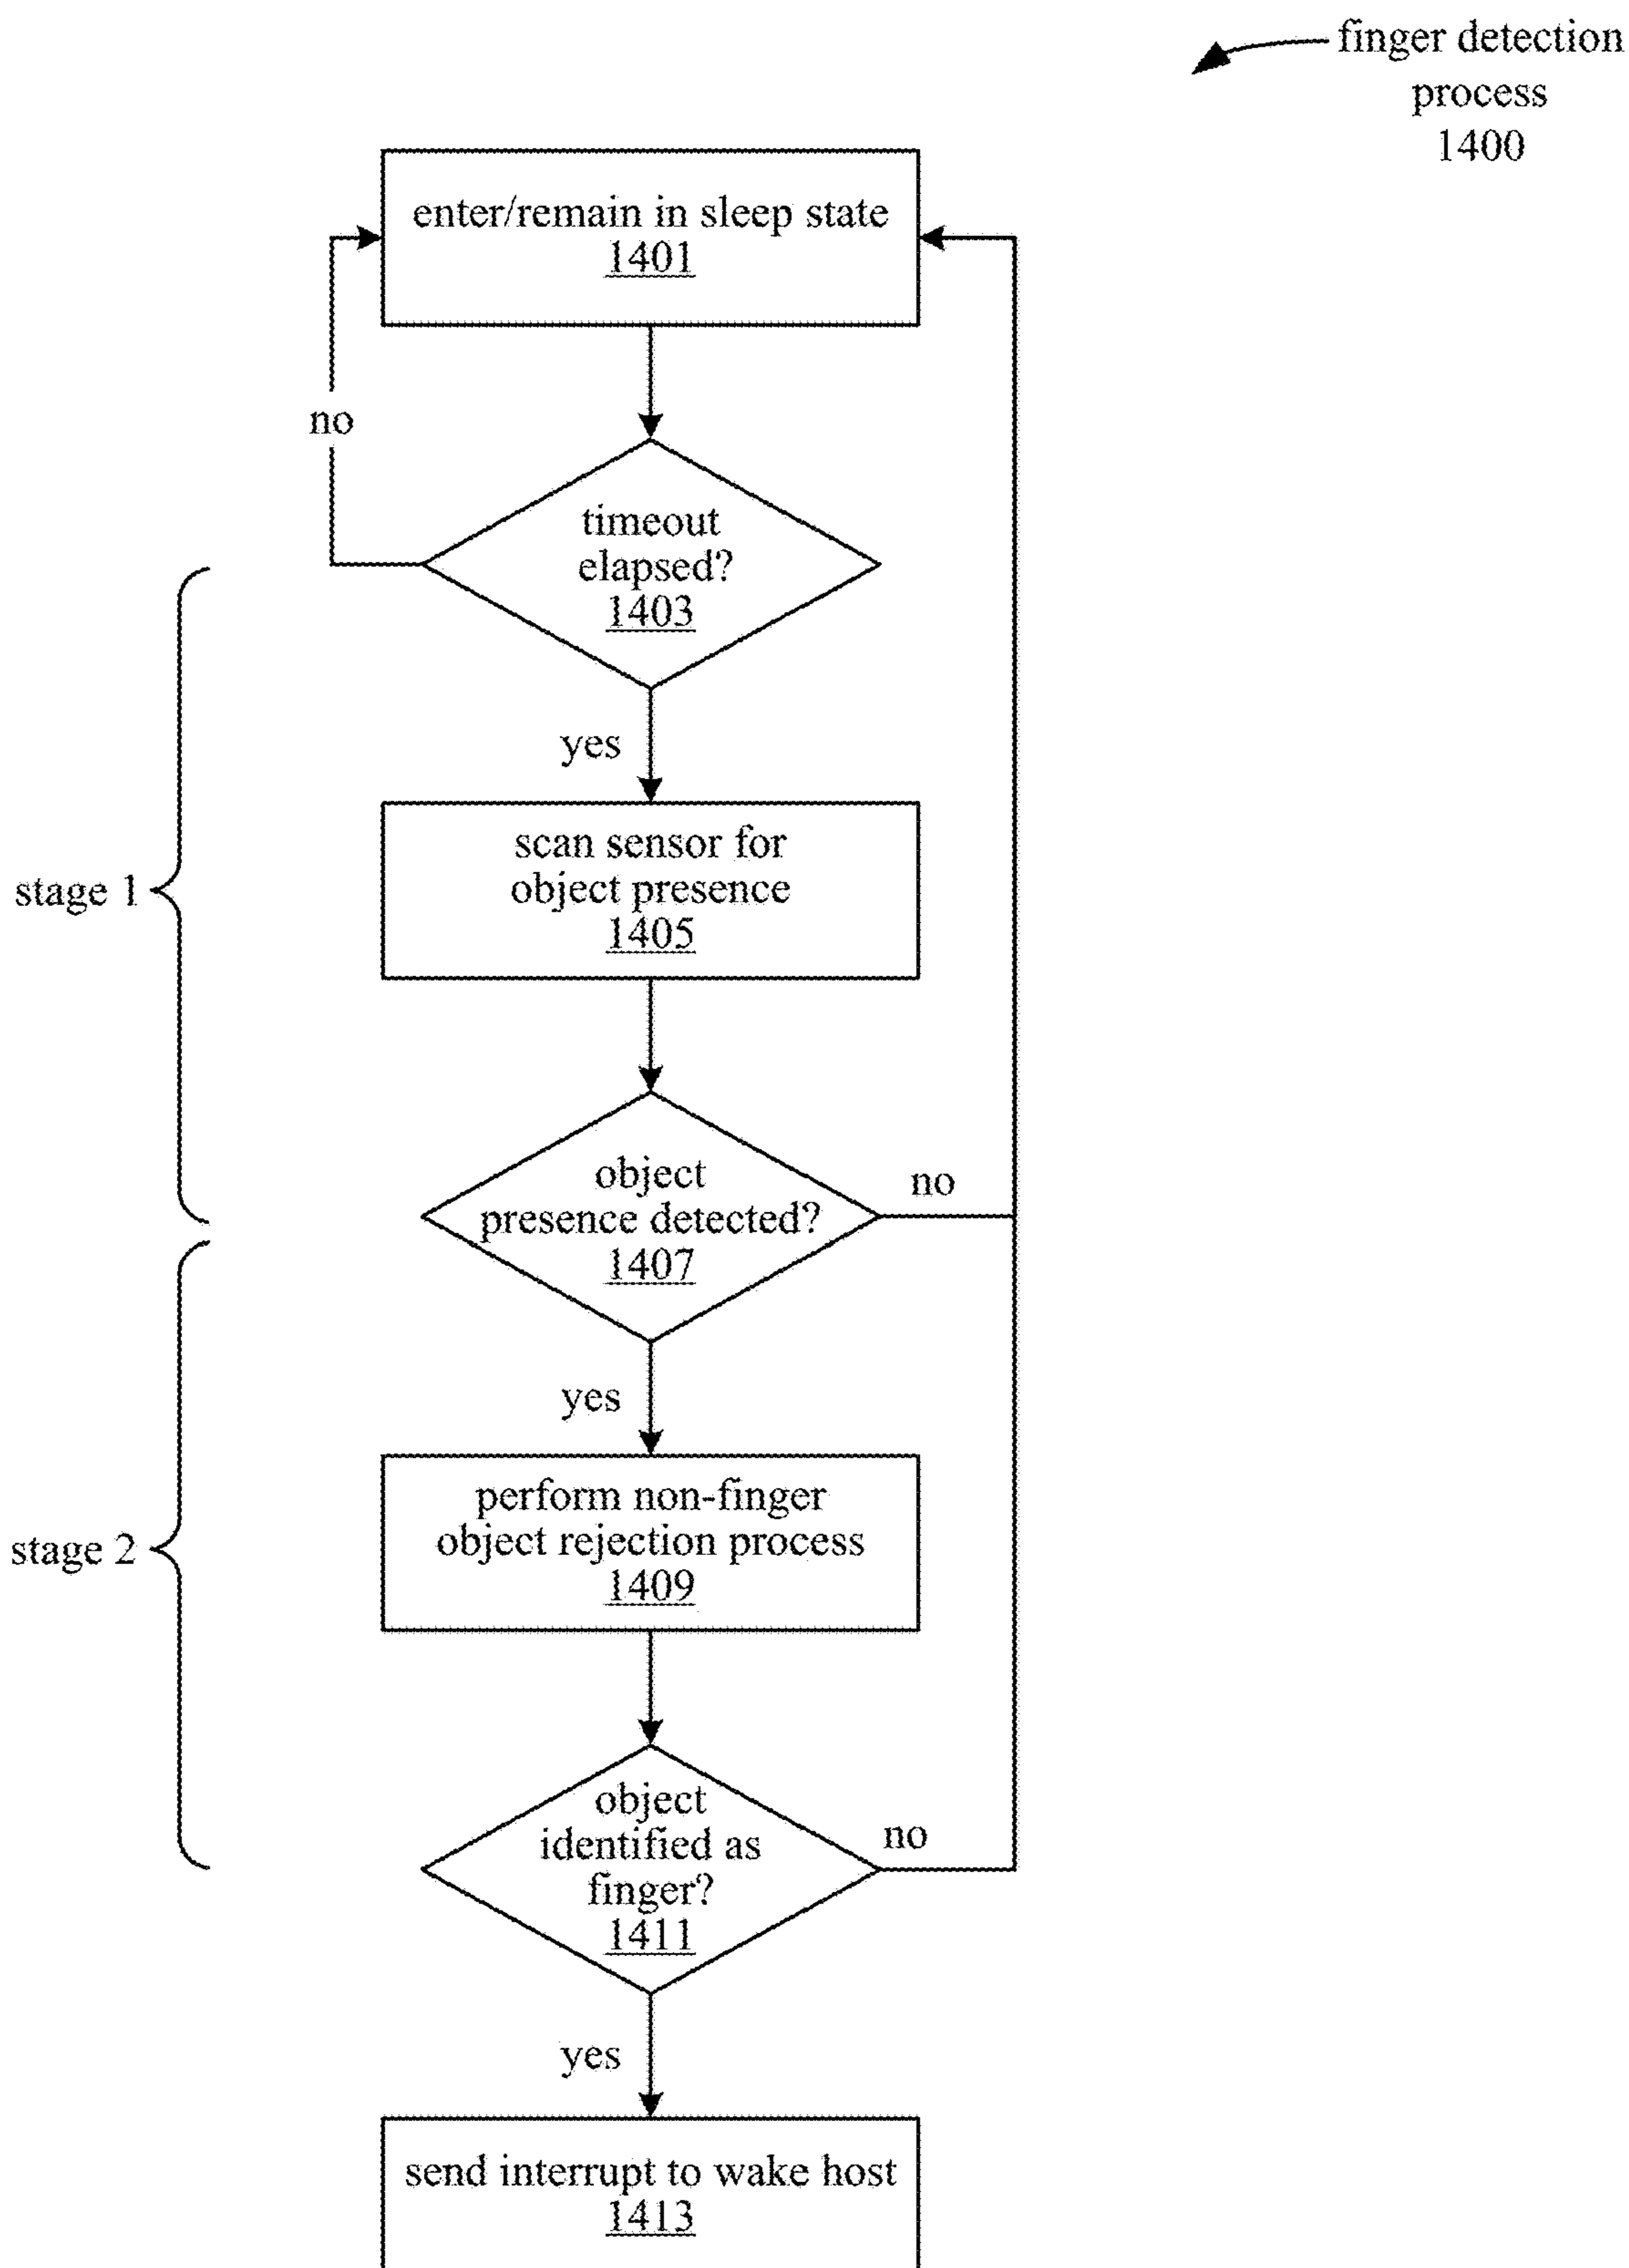 finger detection
process
1400
enter/remain in sleep state
1401
no
timeout
elapsed?
1403
yes
scan sensor for
object presence
1405
stage 1
object
presence detected?
1407
no
yes
perform non-finger
object rejection process
1409
stage 2
object
identified as
finger?
1411
no
yes
send interrupt to wake host
1413